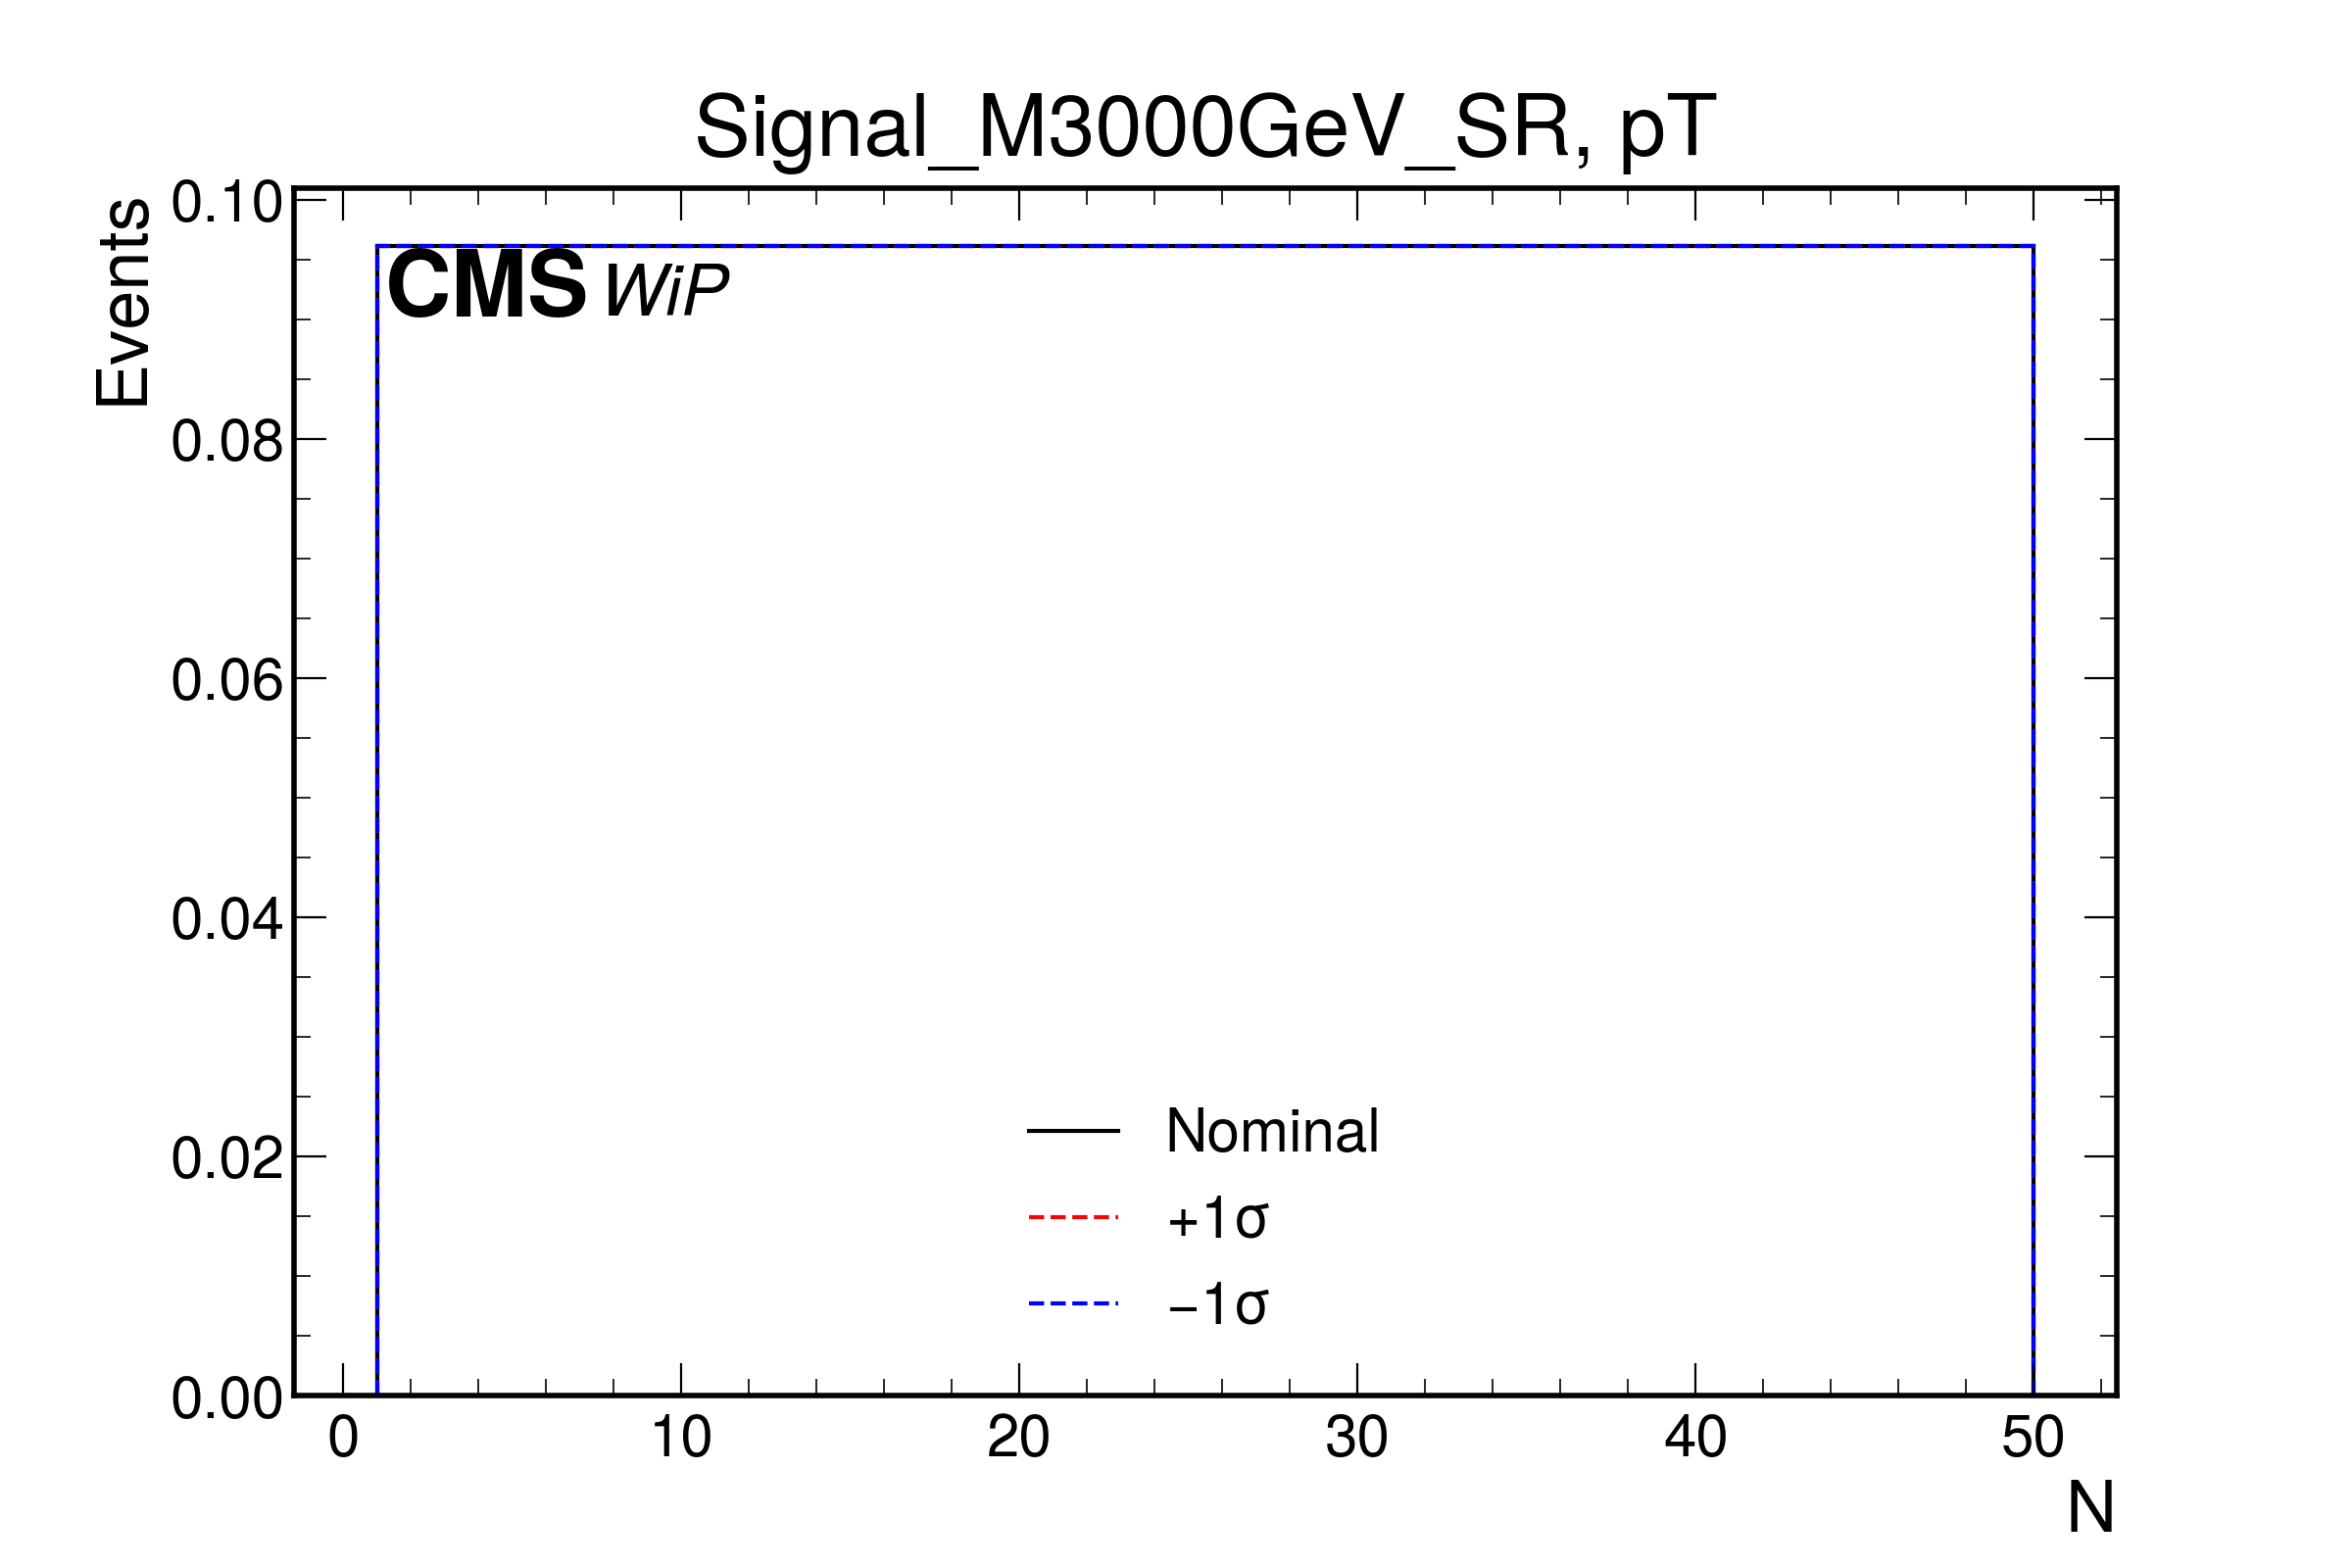 Signal_M3000GeV_SR, pT
Events
0.10
0.08
0.06
0.04
0.02
0.00
CMS WiP
Nominal
+1σ
−1σ
0 10 20 30 40 50
N